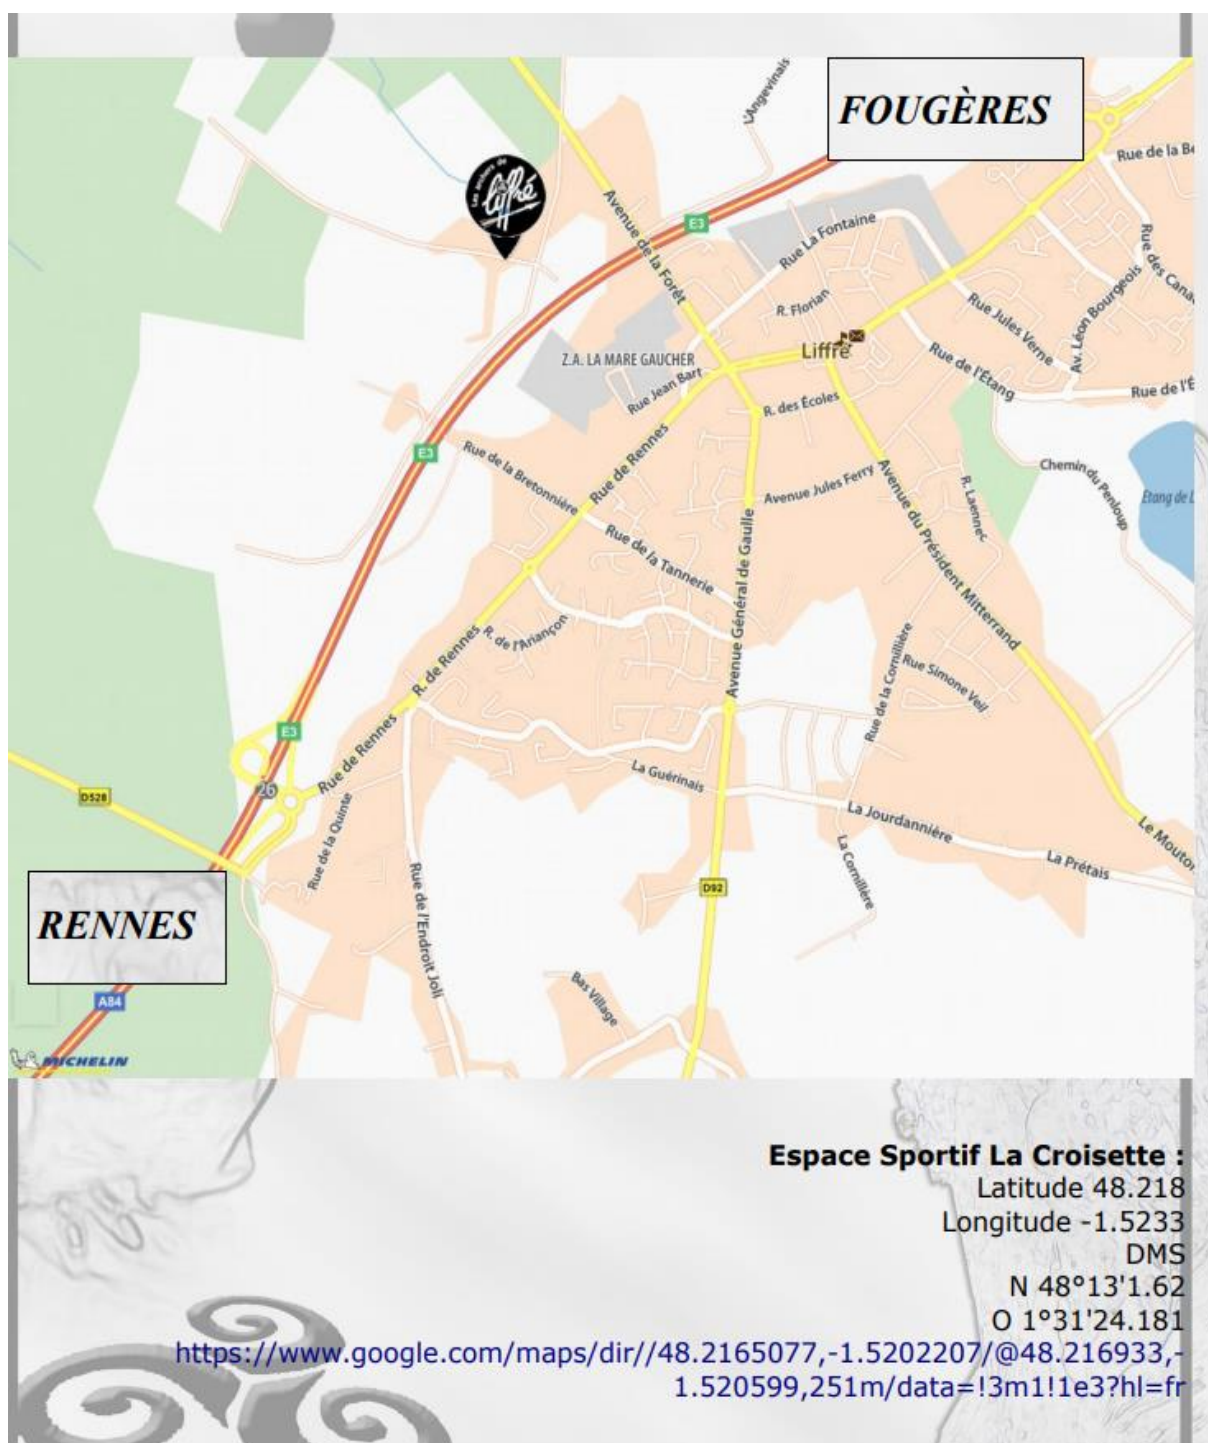 FOUGÈRES
L'Angevinais
Rue de la Be
Les archers de
Liffré
Avenue de la Forêt
E3
Rue La Fontaine
Rue des Cana
R. Florian
Rue Jules Verne
Av. Léon Bourgeois
Liffré
Z.A. LA MARE GAUCHER
Rue Jean Bart
Rue de l'Étang
Rue de l'É
R. des Écoles
E3
Rue de la Bretonnière
Rue de Rennes
Avenue Jules Ferry
R. Laennec
Chemin du Penloup
Étang de L
Rue de la Tannerie
Avenue Général de Gaulle
Avenue du Président Mitterrand
R. de Rennes
R. de l'Ariançon
Rue de la Cornillière
Rue Simone Veil
E3
26
Rue de Rennes
D528
La Guérinais
La Jourdannière
Le Mouton
Rue de la Quinte
La Cornillère
La Prétais
Rue de l'Endroit Joli
D92
RENNES
Bas Village
A84
MICHELIN
Espace Sportif La Croisette :
Latitude 48.218
Longitude -1.5233
DMS
N 48°13'1.62
O 1°31'24.181
https://www.google.com/maps/dir//48.2165077,-1.5202207/@48.216933,-
1.520599,251m/data=!3m1!1e3?hl=fr